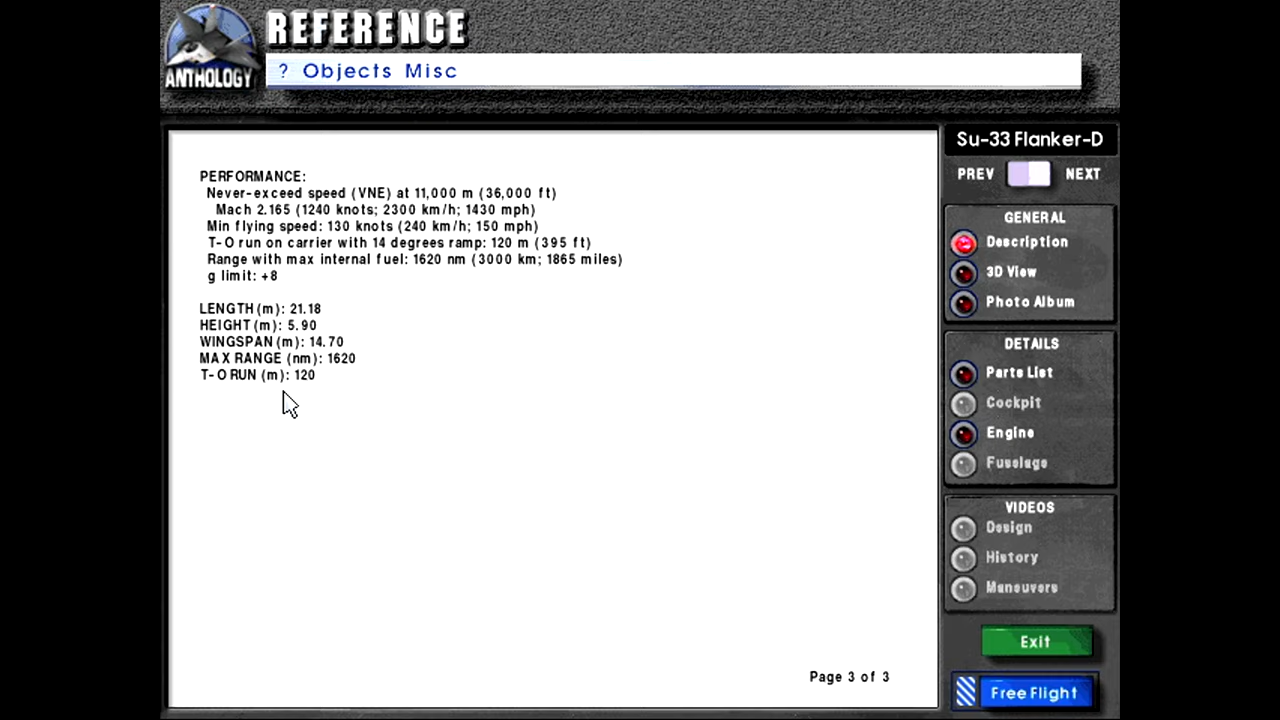 REFERENCE
ANTHOLOGY
? Objects Misc
PERFORMANCE:
Never-exceed speed (VNE) at 11,000 m (36,000 ft)
Mach 2.165 (1240 knots; 2300 km/h; 1430 mph)
Min flying speed: 130 knots (240 km/h; 150 mph)
T-O run on carrier with 14 degrees ramp: 120 m (395 ft)
Range with max internal fuel: 1620 nm (3000 km; 1865 miles)
g limit: +8
LENGTH (m): 21.18
HEIGHT (m): 5.90
WINGSPAN (m): 14.70
MAX RANGE (nm): 1620
T-O RUN (m): 120
Page 3 of 3
Su-33 Flanker-D
PREV NEXT
GENERAL
Description
3D View
Photo Album
DETAILS
Parts List
Cockpit
Engine
Fuselage
VIDEOS
Design
History
Maneuvers
Exit
Free Flight